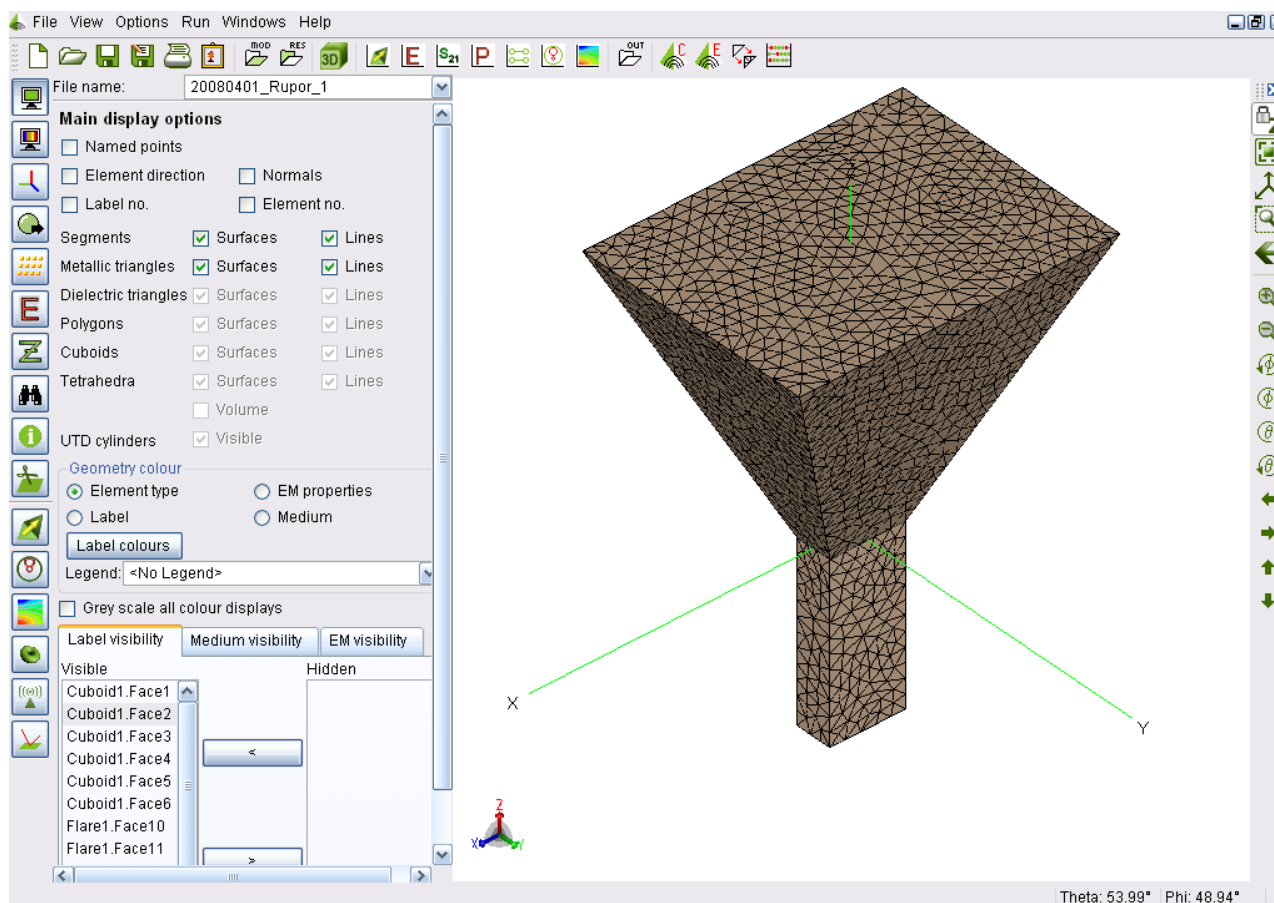 File View Options Run Windows Help
MOD RES 3D E S21 P OUT C E
File name: 20080401_Rupor_1
Main display options
Named points
Element direction Normals
Label no. Element no.
Segments Surfaces Lines
Metallic triangles Surfaces Lines
Dielectric triangles Surfaces Lines
Polygons Surfaces Lines
Cuboids Surfaces Lines
Tetrahedra Surfaces Lines
Volume
UTD cylinders Visible
Geometry colour
Element type EM properties
Label Medium
Label colours
Legend: <No Legend>
Grey scale all colour displays
Label visibility Medium visibility EM visibility
Visible Hidden
Cuboid1.Face1
Cuboid1.Face2
Cuboid1.Face3
<
Cuboid1.Face4
Cuboid1.Face5
Cuboid1.Face6
Flare1.Face10
Flare1.Face11
>
E
Z
i
Z
X
Y
Z
X Y
Φ
Φ
θ
θ
Theta: 53.99° Phi: 48.94°